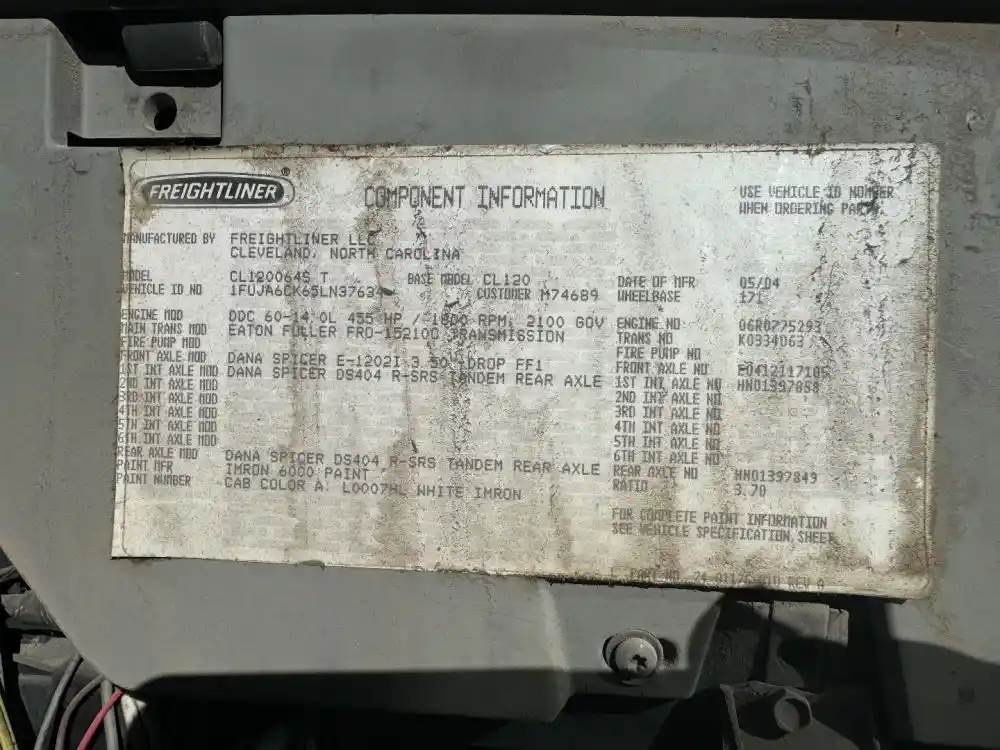 FREIGHTLINER®
COMPONENT INFORMATION
USE VEHICLE ID NUMBER
WHEN ORDERING PARTS.
MANUFACTURED BY FREIGHTLINER LLC
CLEVELAND, NORTH CAROLINA
MODEL CL120064S T BASE MODEL CL120 DATE OF MFR 05/04
VEHICLE ID NO CUSTOMER M74689 WHEELBASE 171
ENGINE MOD DDC 60-14.0L 455 HP / 1800 RPM, 2100 GOV ENGINE NO 06R0775293
MAIN TRANS MOD EATON FULLER FRO-15210C TRANSMISSION TRANS NO K0334063
FIRE PUMP MOD FIRE PUMP NO
FRONT AXLE MOD DANA SPICER E-1202I 3.50 DROP FF1 FRONT AXLE NO
1ST INT AXLE MOD DANA SPICER DS404 R-SRS TANDEM REAR AXLE 1ST INT AXLE NO HN01397858
2ND INT AXLE MOD 2ND INT AXLE NO
3RD INT AXLE MOD 3RD INT AXLE NO
4TH INT AXLE MOD 4TH INT AXLE NO
5TH INT AXLE MOD 5TH INT AXLE NO
6TH INT AXLE MOD 6TH INT AXLE NO
REAR AXLE MOD DANA SPICER DS404 R-SRS TANDEM REAR AXLE REAR AXLE NO HN01397849
PAINT MFR IMRON 6000 PAINT RATIO 3.70
PAINT NUMBER CAB COLOR A: L0007HL WHITE IMRON
FOR COMPLETE PAINT INFORMATION
SEE VEHICLE SPECIFICATION SHEET
PART NO. REV A